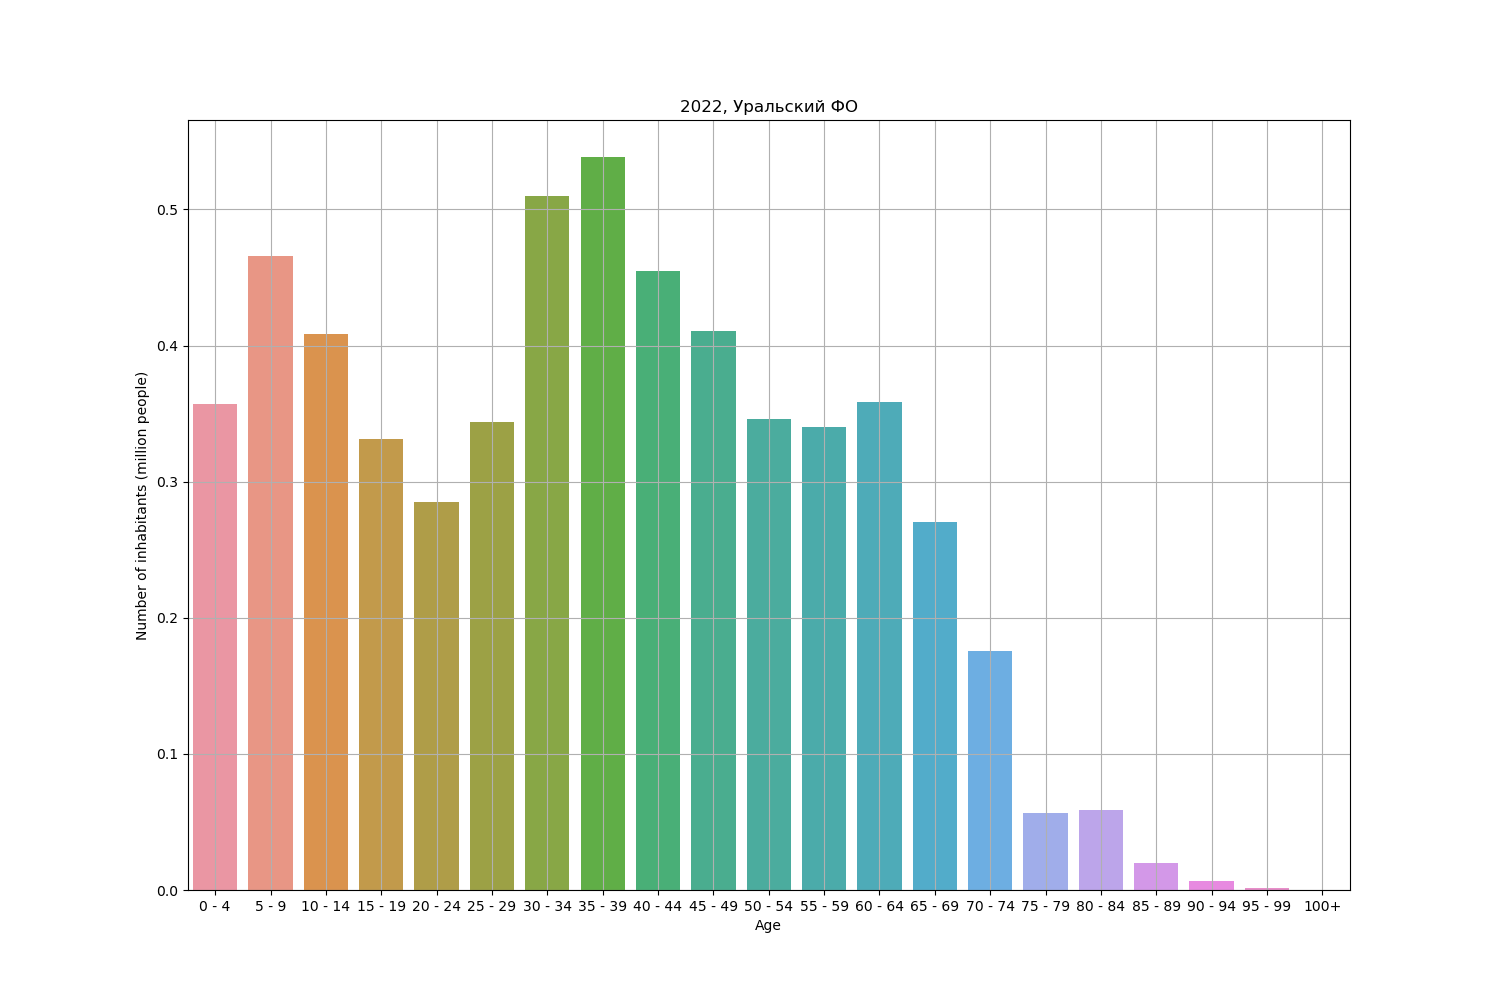 2022, Уральский ФО
Number of inhabitants (million people)
0.5
0.4
0.3
0.2
0.1
0.0
0 - 4 5 - 9 10 - 14 15 - 19 20 - 24 25 - 29 30 - 34 35 - 39 40 - 44 45 - 49 50 - 54 55 - 59 60 - 64 65 - 69 70 - 74 75 - 79 80 - 84 85 - 89 90 - 94 95 - 99 100+
Age